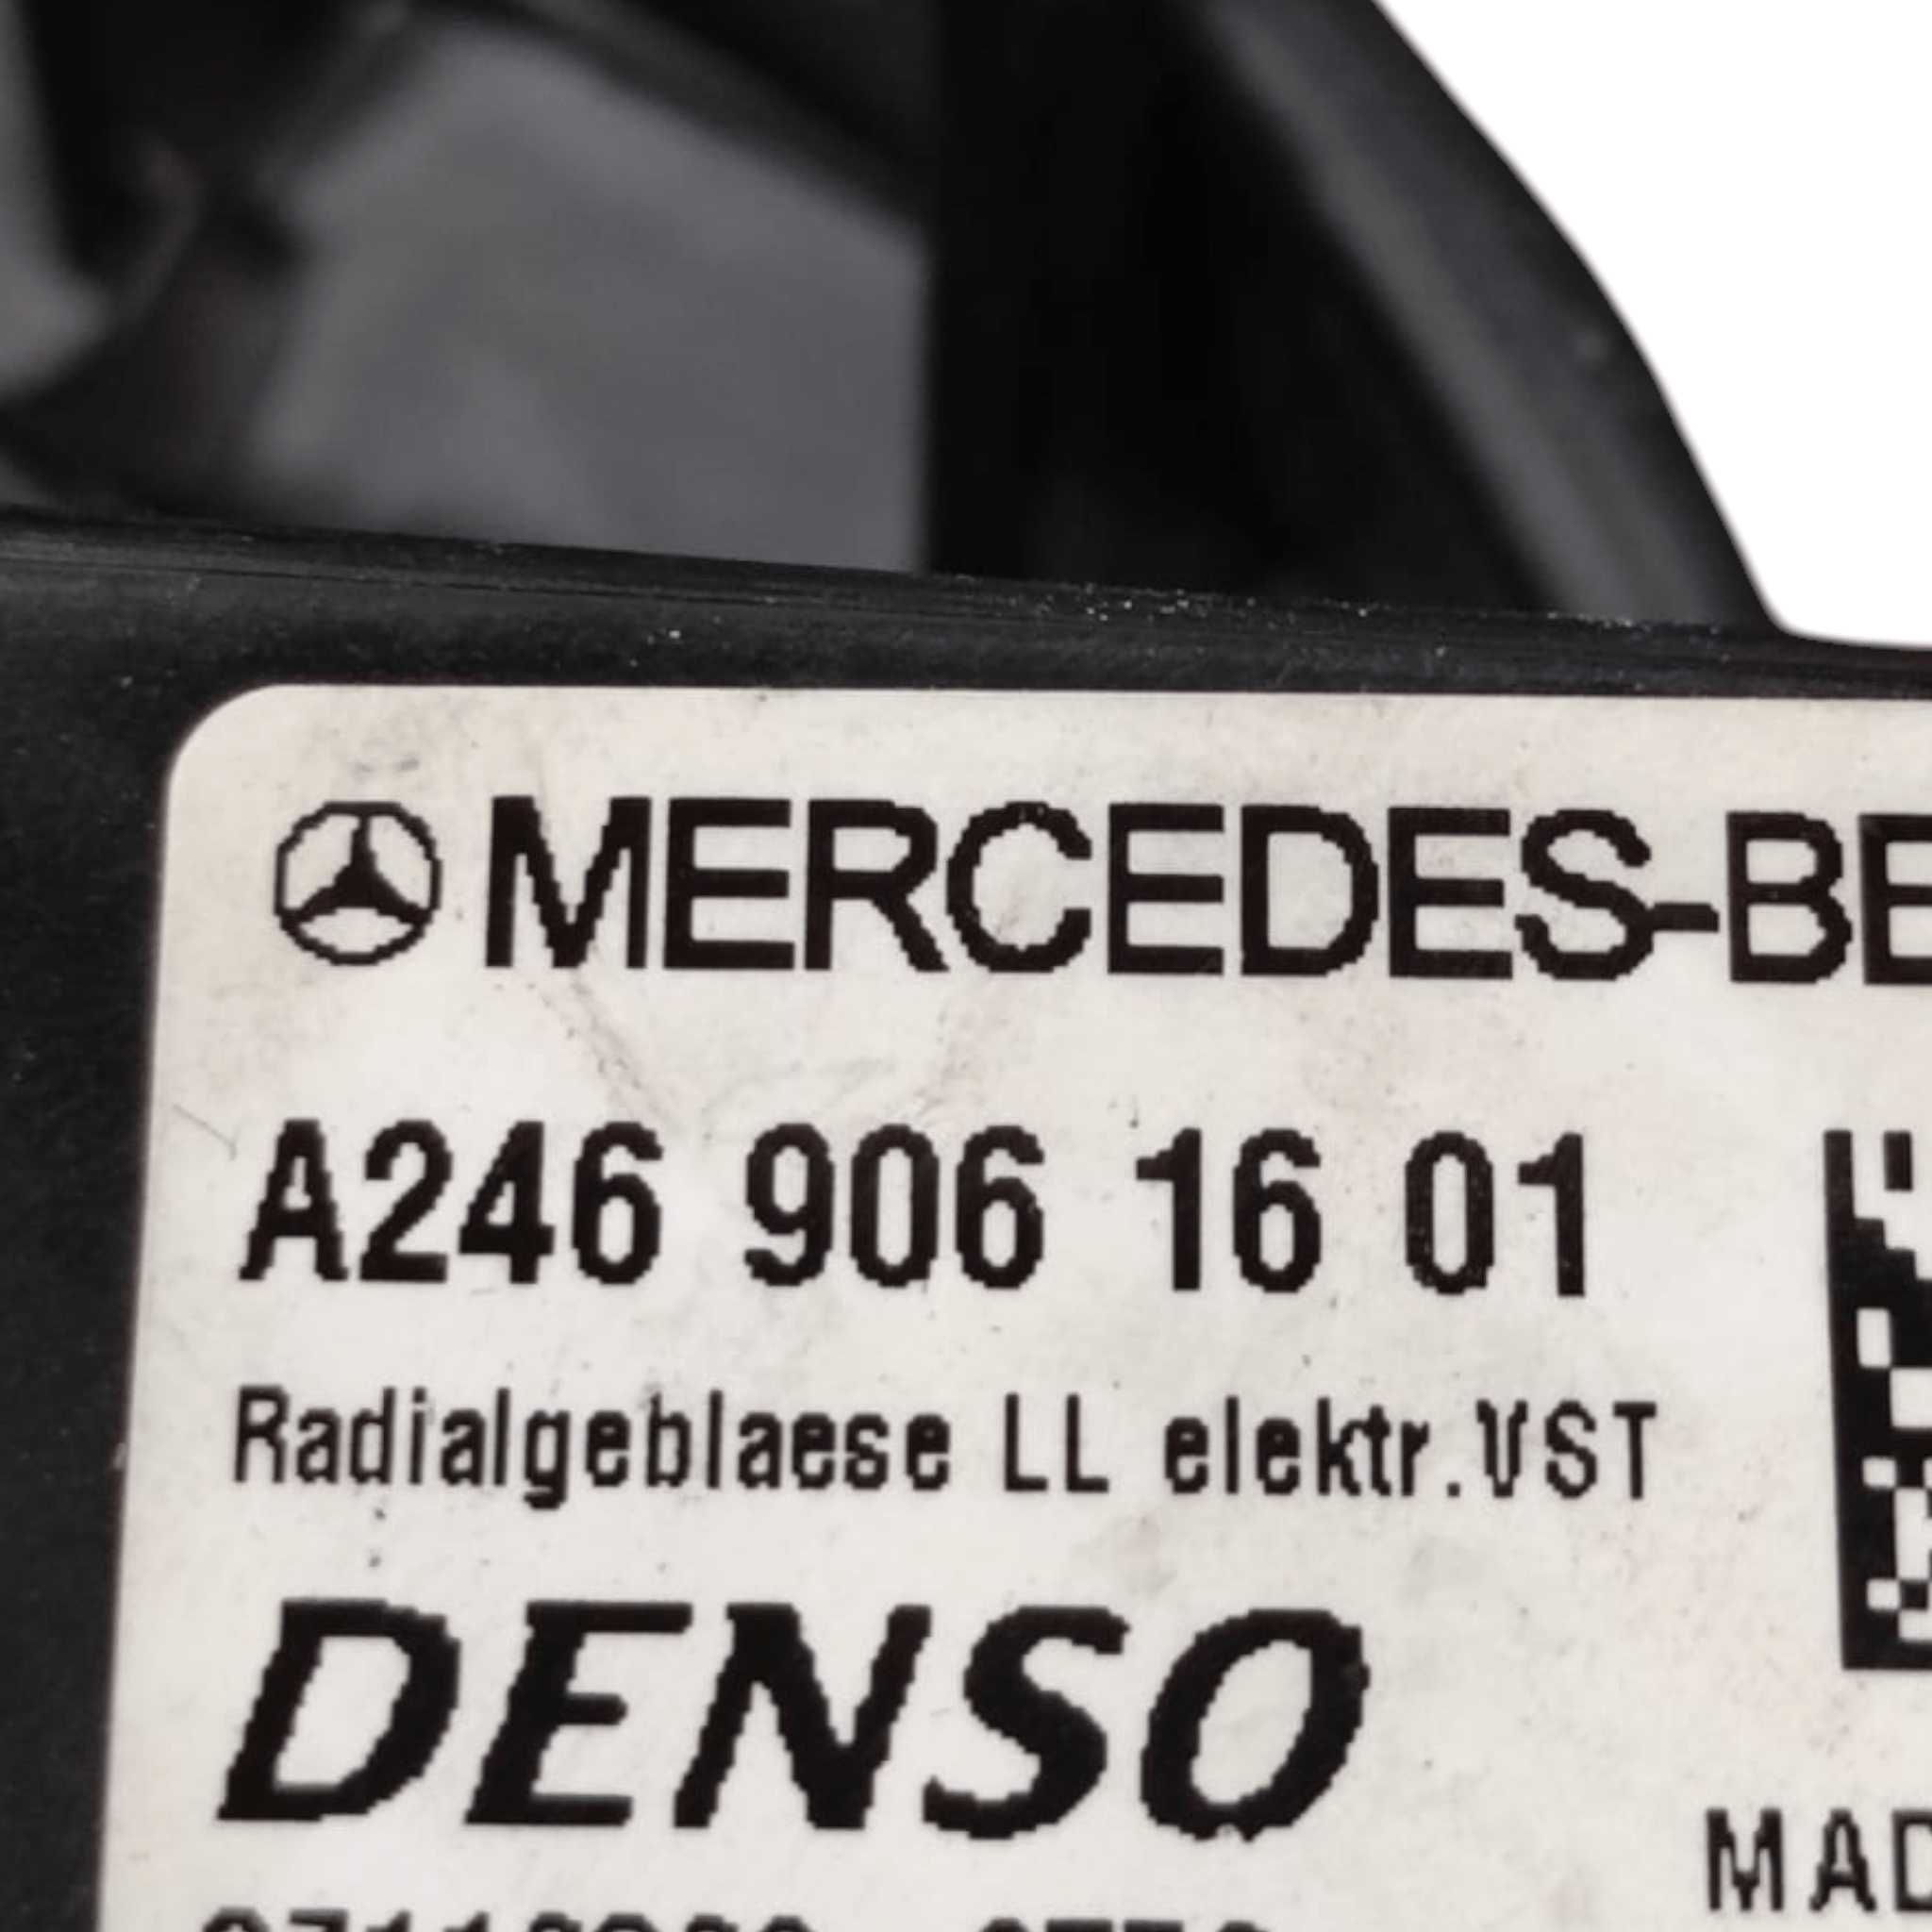 MERCEDES-BE
A246 906 16 01
Radialgeblaese LL elektr.VST
DENSO
MAD